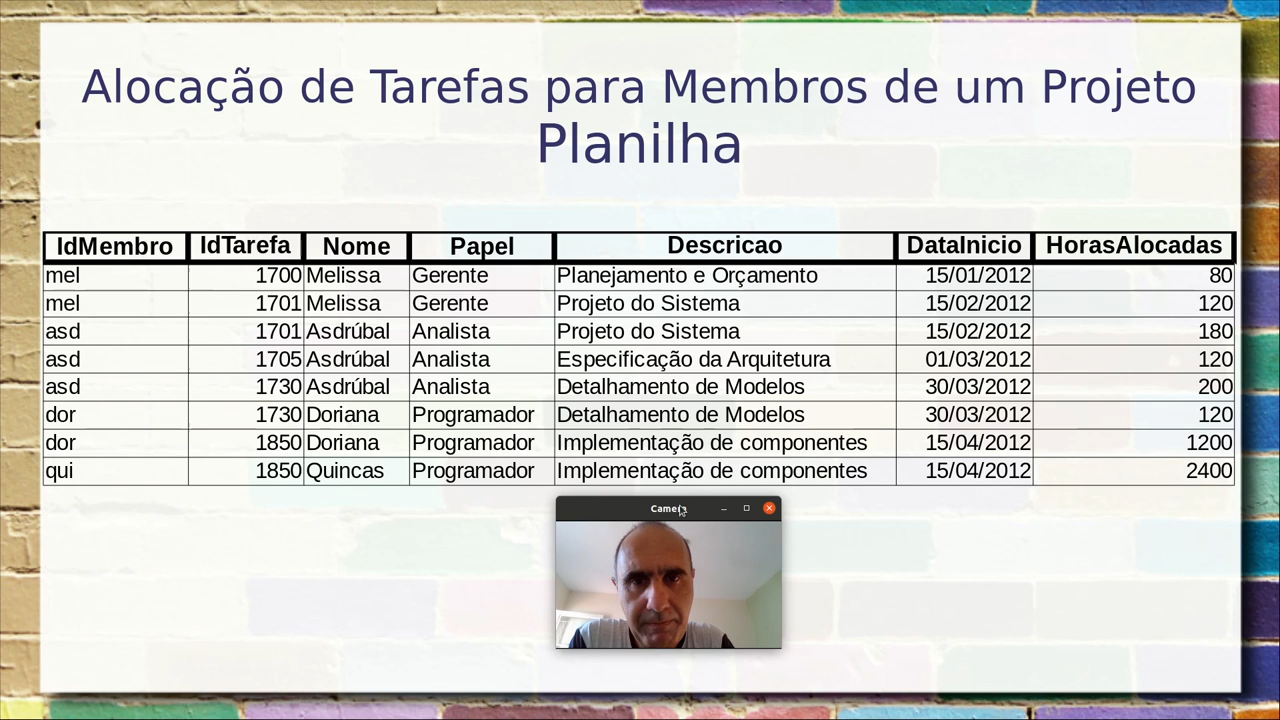 Alocação de Tarefas para Membros de um Projeto
Planilha
IdMembro IdTarefa Nome Papel Descricao DataInicio HorasAlocadas
mel 1700 Melissa Gerente Planejamento e Orçamento 15/01/2012 80
mel 1701 Melissa Gerente Projeto do Sistema 15/02/2012 120
asd 1701 Asdrúbal Analista Projeto do Sistema 15/02/2012 180
asd 1705 Asdrúbal Analista Especificação da Arquitetura 01/03/2012 120
asd 1730 Asdrúbal Analista Detalhamento de Modelos 30/03/2012 200
dor 1730 Doriana Programador Detalhamento de Modelos 30/03/2012 120
dor 1850 Doriana Programador Implementação de componentes 15/04/2012 1200
qui 1850 Quincas Programador Implementação de componentes 15/04/2012 2400